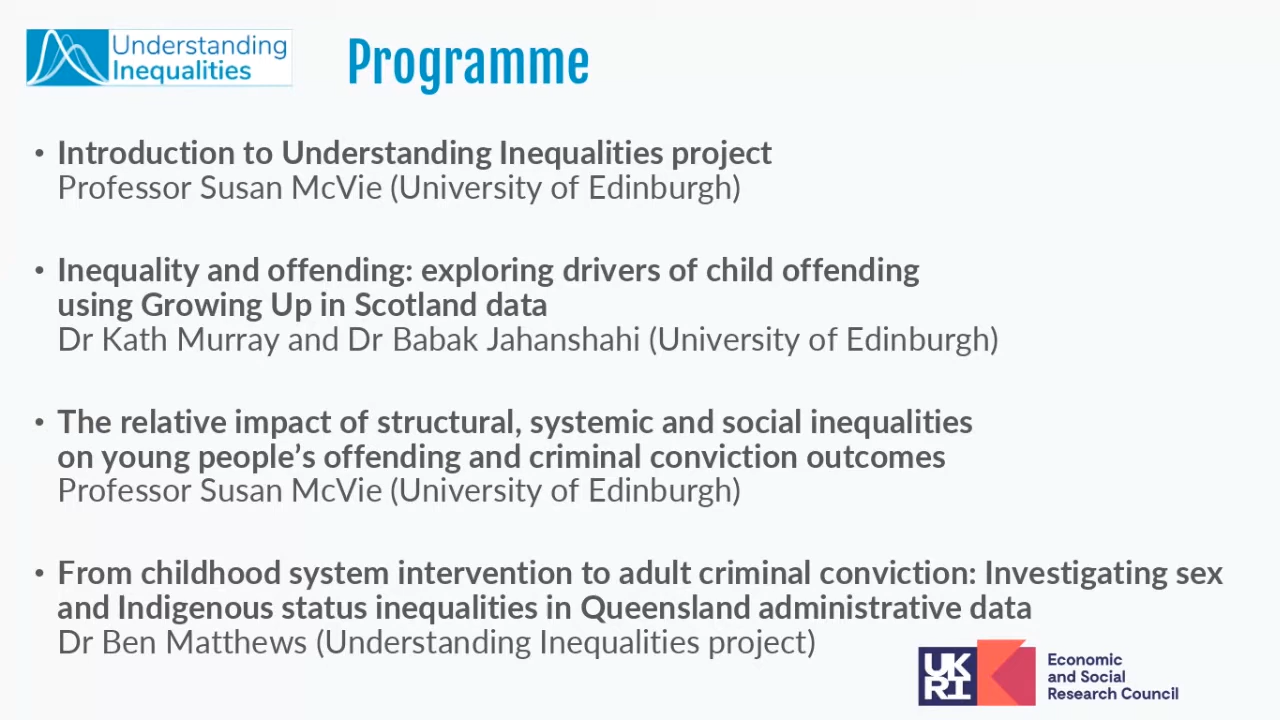 Understanding
Inequalities
Programme
• Introduction to Understanding Inequalities project
Professor Susan McVie (University of Edinburgh)
• Inequality and offending: exploring drivers of child offending
using Growing Up in Scotland data
Dr Kath Murray and Dr Babak Jahanshahi (University of Edinburgh)
• The relative impact of structural, systemic and social inequalities
on young people’s offending and criminal conviction outcomes
Professor Susan McVie (University of Edinburgh)
• From childhood system intervention to adult criminal conviction: Investigating sex
and Indigenous status inequalities in Queensland administrative data
Dr Ben Matthews (Understanding Inequalities project)
UK
RI
Economic
and Social
Research Council